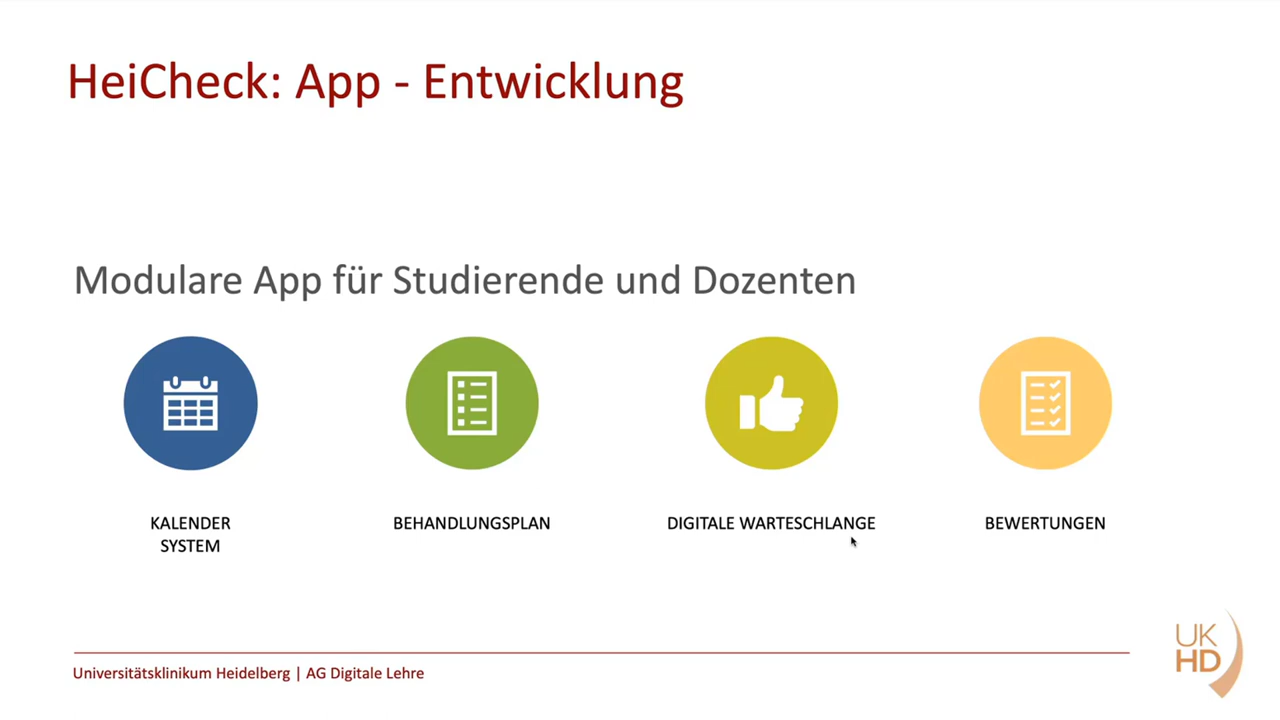 HeiCheck: App - Entwicklung
Modulare App für Studierende und Dozenten
KALENDER
SYSTEM
BEHANDLUNGSPLAN
DIGITALE WARTESCHLANGE
BEWERTUNGEN
Universitätsklinikum Heidelberg | AG Digitale Lehre
UK
HD